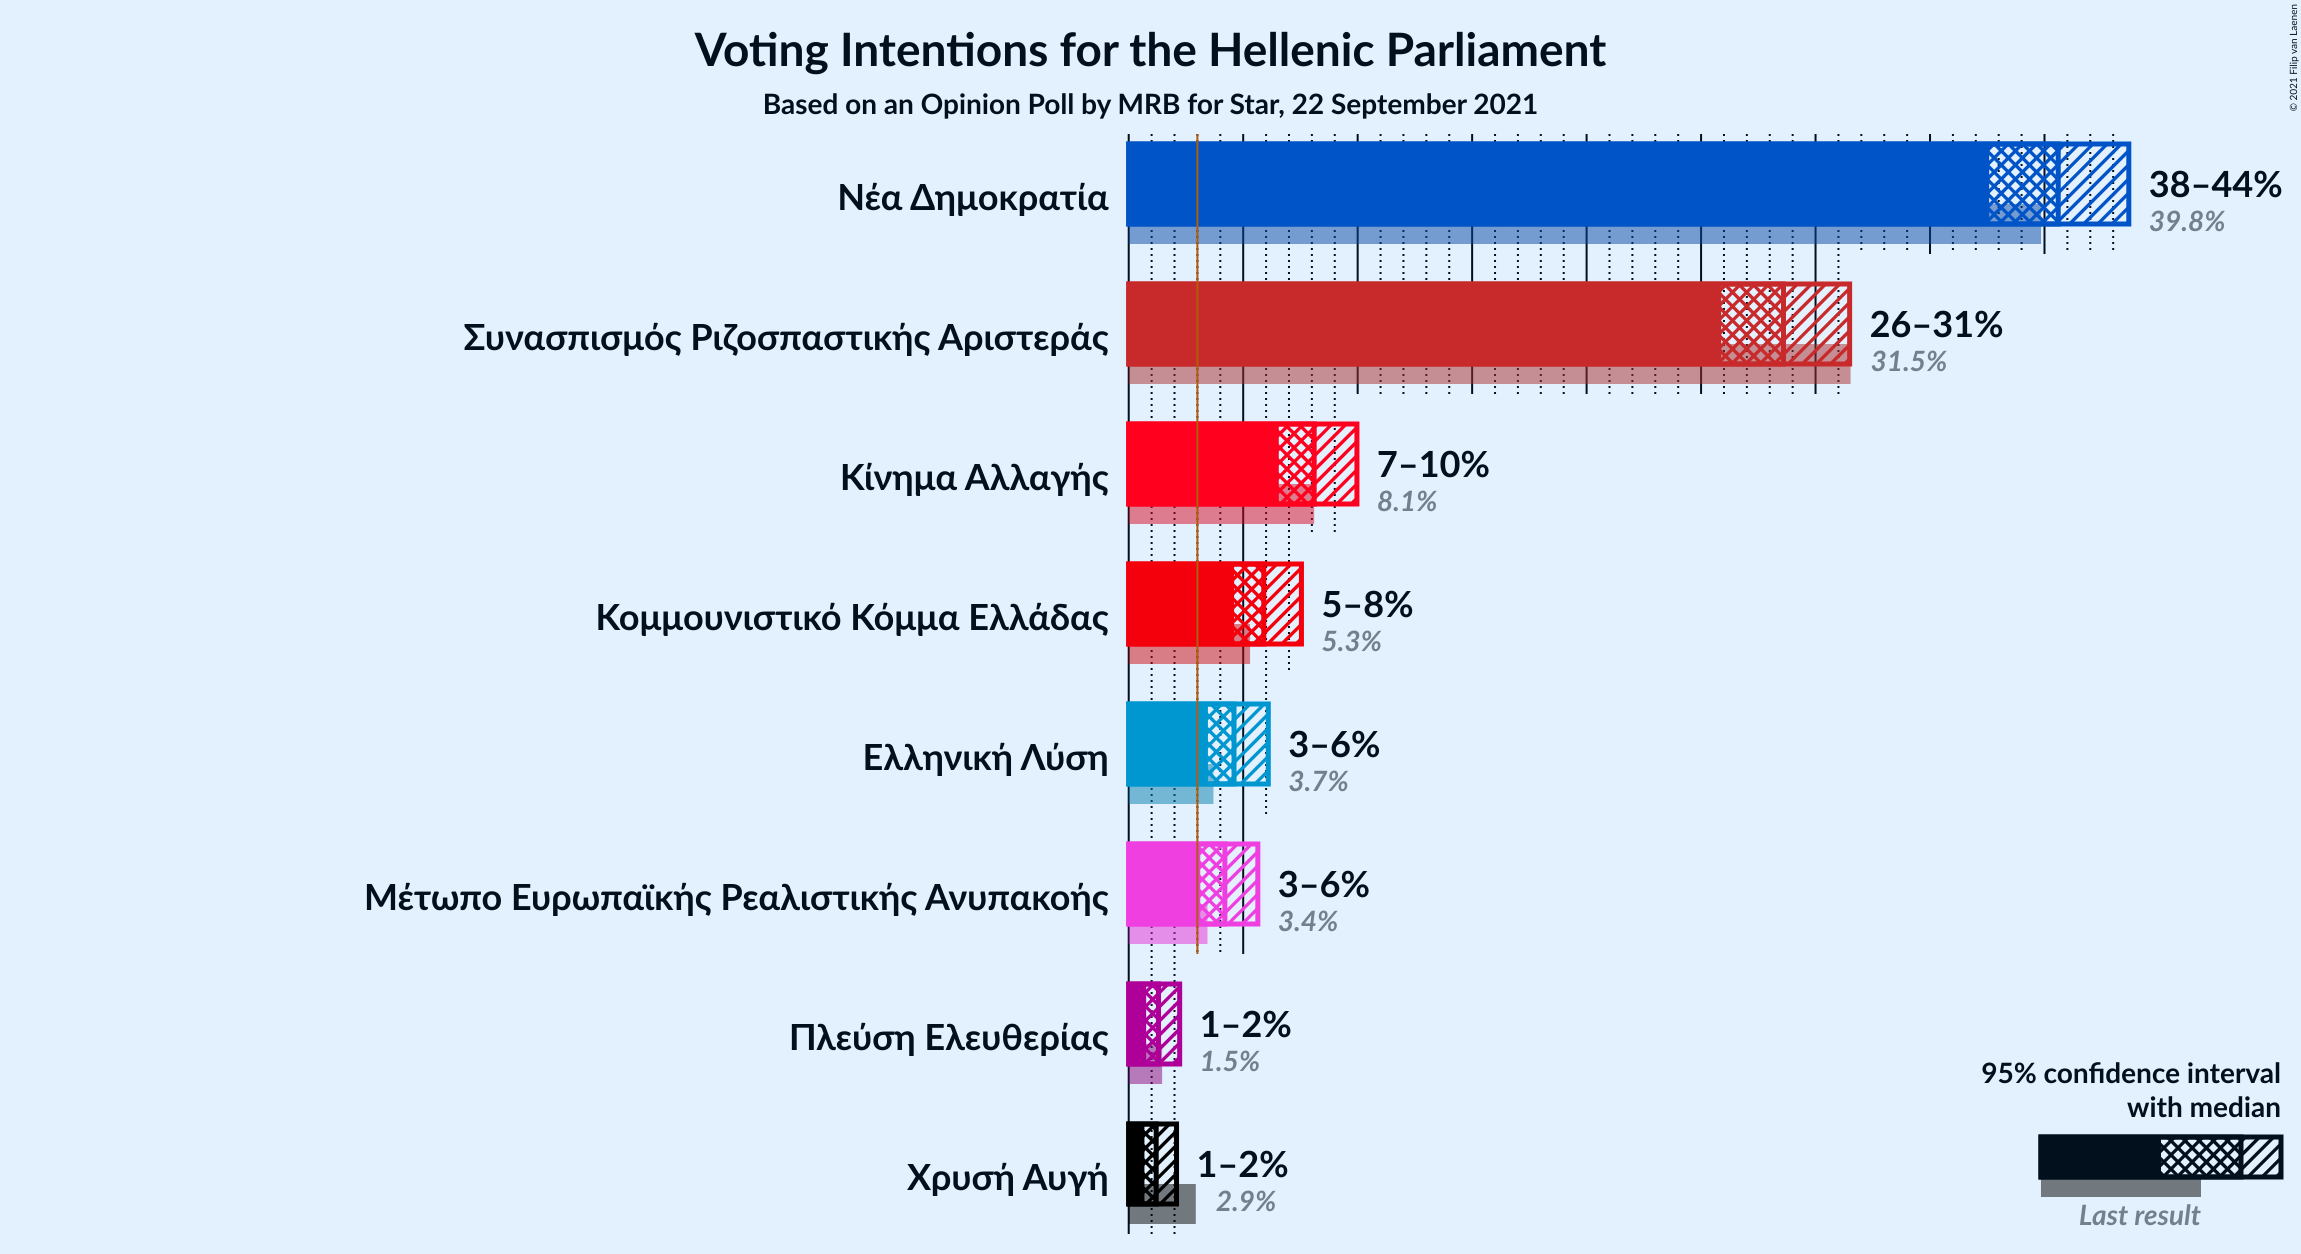 Voting Intentions for the Hellenic Parliament
Based on an Opinion Poll by MRB for Star, 22 September 2021
© 2021 Filip van Laenen
Νέα Δημοκρατία
38–44%
39.8%
Συνασπισμός Ριζοσπαστικής Αριστεράς
26–31%
31.5%
Κίνημα Αλλαγής
7–10%
8.1%
Κομμουνιστικό Κόμμα Ελλάδας
5–8%
5.3%
Ελληνική Λύση
3–6%
3.7%
Μέτωπο Ευρωπαϊκής Ρεαλιστικής Ανυπακοής
3–6%
3.4%
Πλεύση Ελευθερίας
1–2%
1.5%
Χρυσή Αυγή
1–2%
2.9%
95% confidence interval
with median
Last result